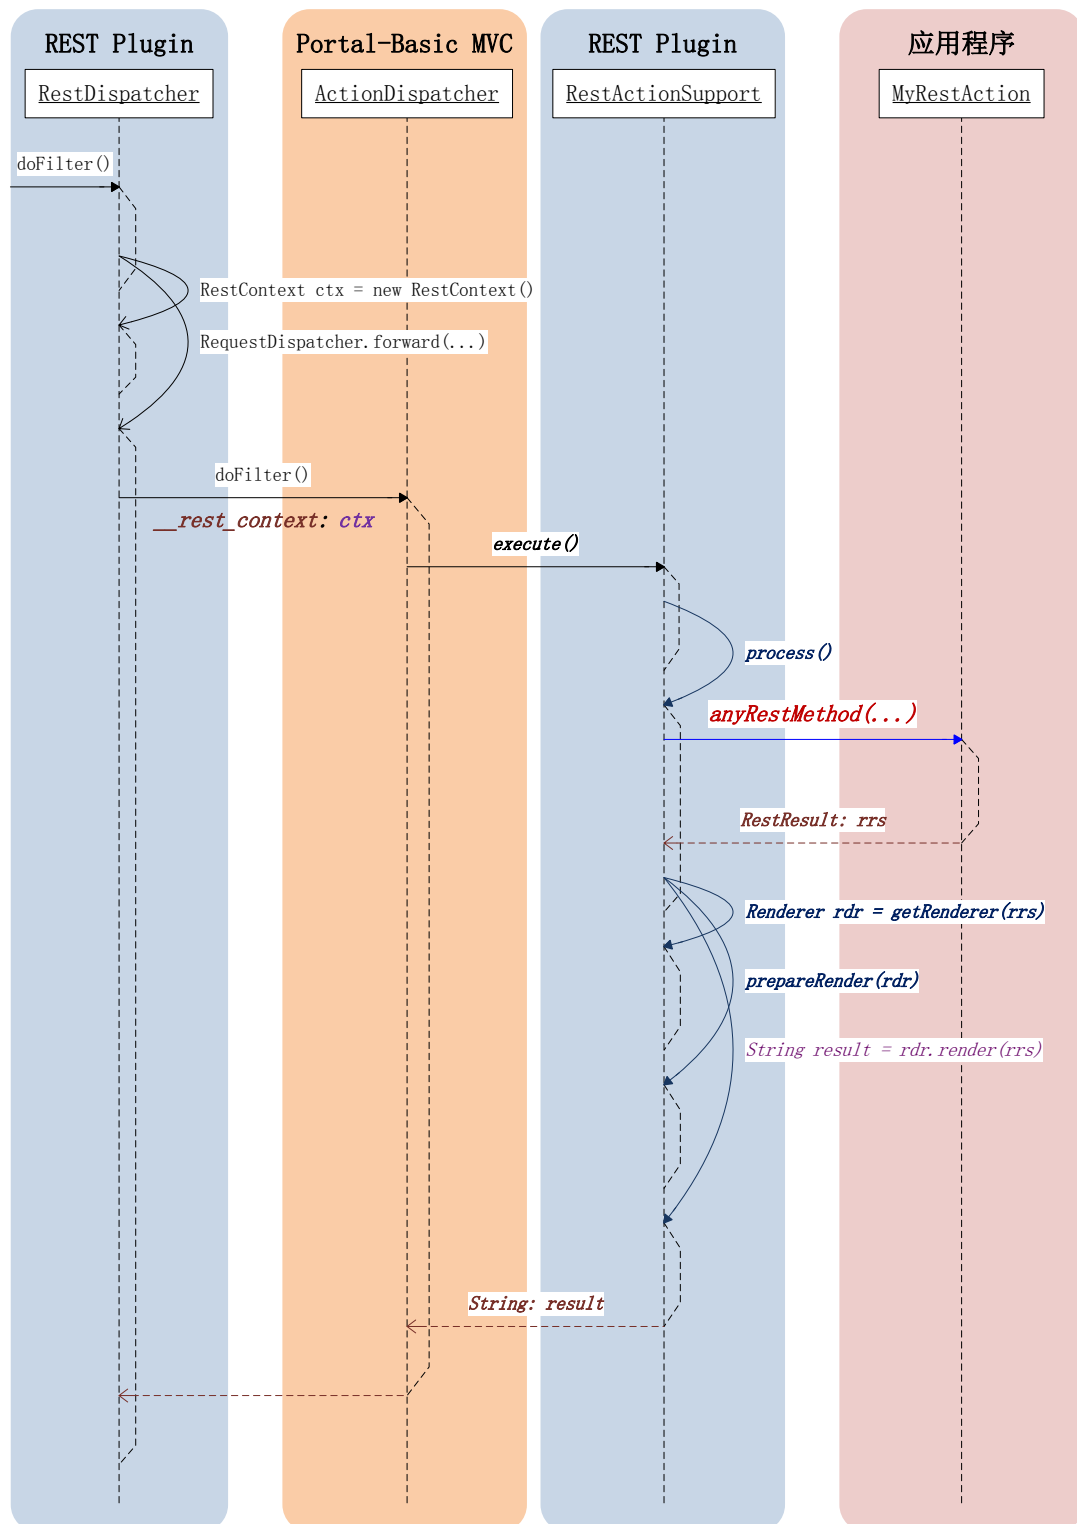 REST Plugin
Portal-Basic MVC
REST Plugin
应用程序
RestDispatcher
ActionDispatcher
RestActionSupport
MyRestAction
doFilter()
RestContext ctx = new RestContext()
RequestDispatcher.forward(...)
doFilter()
__rest_context: ctx
execute()
process()
anyRestMethod(...)
RestResult: rrs
Renderer rdr = getRenderer(rrs)
prepareRender(rdr)
String result = rdr.render(rrs)
String: result